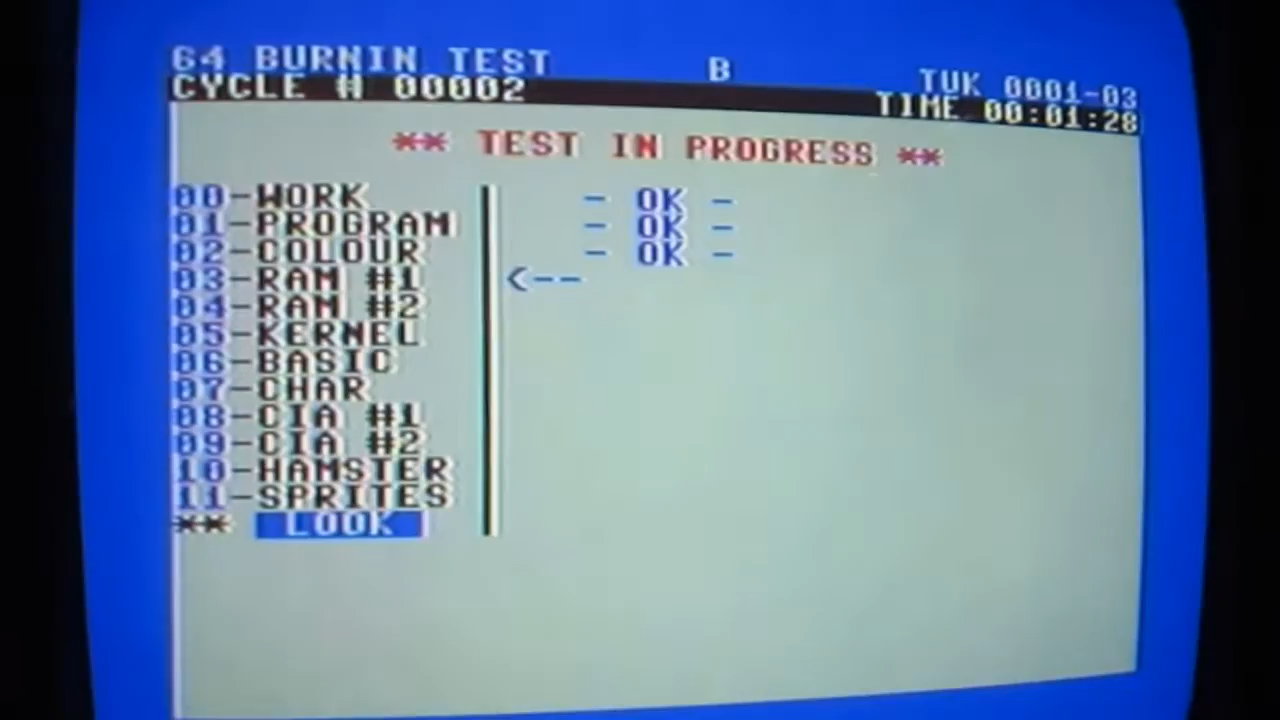 64 BURNIN TEST B TUK 0001-03
CYCLE # 00002 TIME 00:01:28
** TEST IN PROGRESS **
00-WORK - OK -
01-PROGRAM - OK -
02-COLOUR - OK -
03-RAM #1 <--
04-RAM #2
05-KERNEL
06-BASIC
07-CHAR
08-CIA #1
09-CIA #2
10-HAMSTER
11-SPRITES
** LOOK